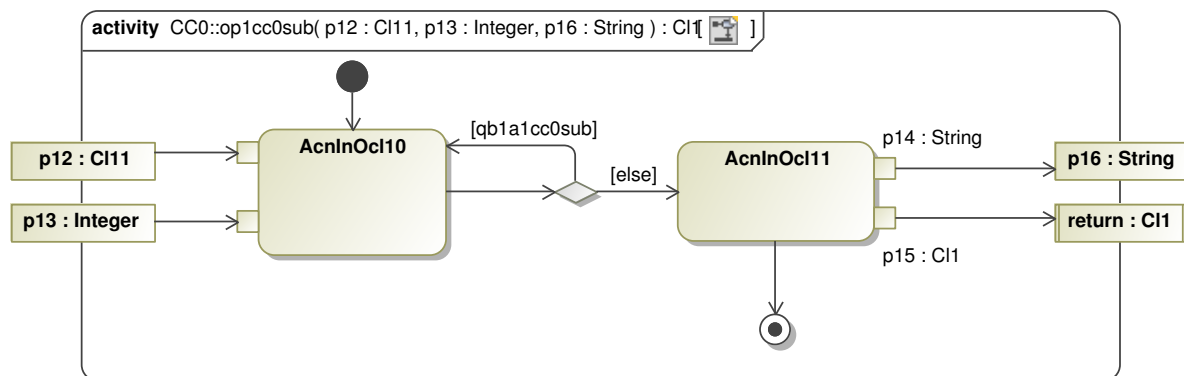 activity CC0::op1cc0sub( p12 : Cl11, p13 : Integer, p16 : String ) : Cl1[ ]
[qb1a1cc0sub]
AcnInOcl10
AcnInOcl11
p14 : String
p12 : Cl11
p16 : String
[else]
p13 : Integer
return : Cl1
p15 : Cl1